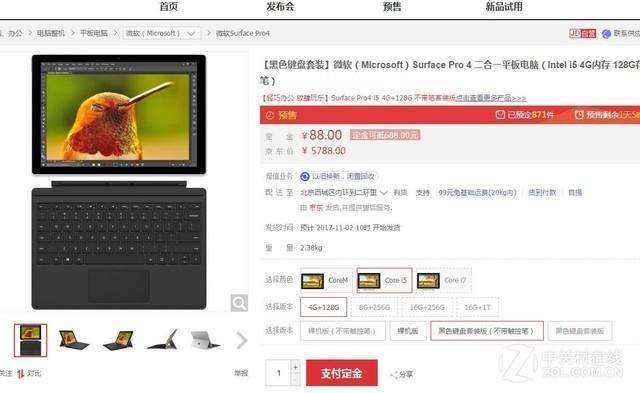 首页 发布会 预售 新品试用
、办公 > 电脑整机 > 平板电脑 > 微软（Microsoft） > 微软Surface Pro4
JD自营 联系供应
【黑色键盘套装】微软（Microsoft）Surface Pro 4 二合一平板电脑（Intel i5 4G内存 128G存
笔）
【轻巧办公 放肆玩乐】Surface Pro4 i5 4G+128G 不带笔套装版点击查看更多产品>>>
预售 已预定871件 预售剩余1天5
定 金 ¥88.00 定金可抵688.00元
京 东 价 ¥ 5788.00
增值业务 以旧换新，闲置回收
配 送 至 北京西城区内环到二环里 有货 支持 99元免基础运费(20kg内) 货到付款 自提
由 京东 发货,并提供售后服务.
发货时间 预计 2017-11-02 10时 开始发货
重 量 2.38kg
选择颜色 CoreM Core i5 Core i7
选择版本 4G+128G 8G+256G 16G+256G 16G+1T
选择版本 裸机版（不带触控笔） 裸机版 黑色键盘套装版（不带触控笔） 黑色键盘套装版
关注 对比 举报
1 + - 支付定金 分享
中关村在线
ZOL.COM.CN